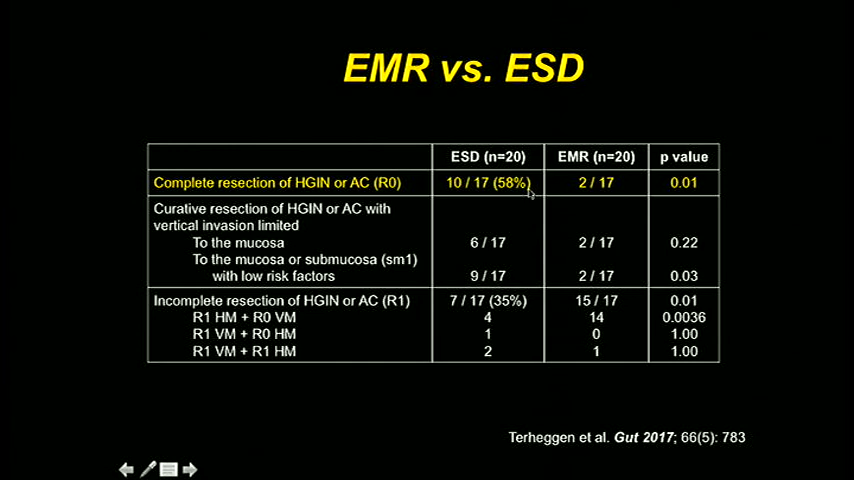 EMR vs. ESD
ESD (n=20) EMR (n=20) p value
Complete resection of HGIN or AC (R0) 10 / 17 (58%) 2 / 17 0.01
Curative resection of HGIN or AC with
vertical invasion limited
To the mucosa 6 / 17 2 / 17 0.22
To the mucosa or submucosa (sm1)
with low risk factors 9 / 17 2 / 17 0.03
Incomplete resection of HGIN or AC (R1) 7 / 17 (35%) 15 / 17 0.01
R1 HM + R0 VM 4 14 0.0036
R1 VM + R0 HM 1 0 1.00
R1 VM + R1 HM 2 1 1.00
Terheggen et al. Gut 2017; 66(5): 783